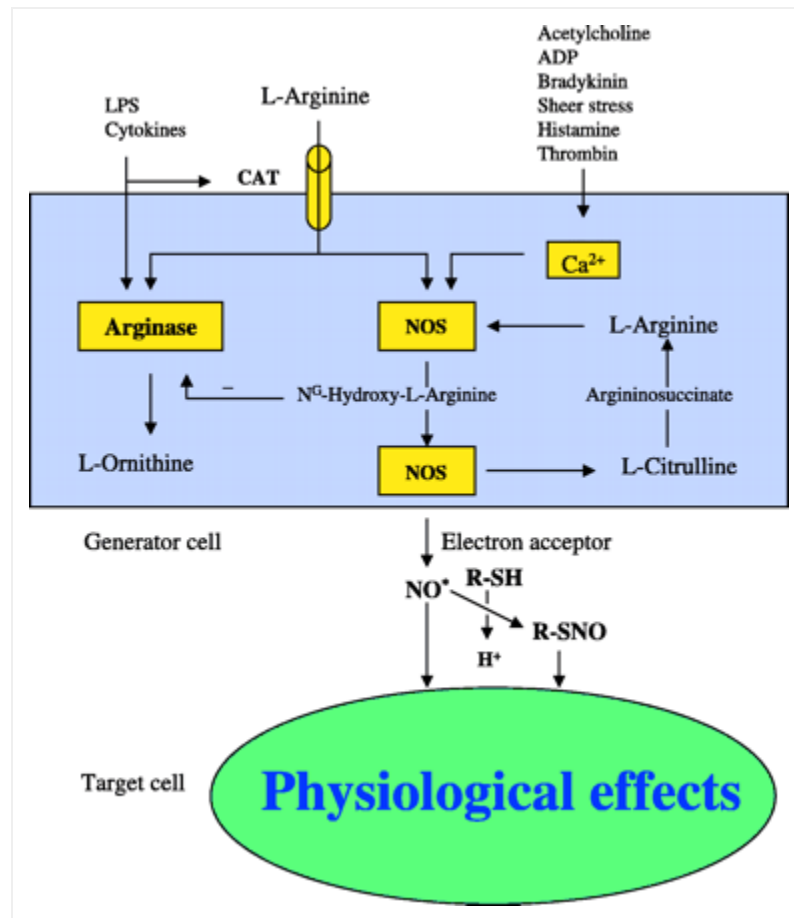 Acetylcholine
ADP
Bradykinin
Sheer stress
Histamine
Thrombin
L-Arginine
LPS
Cytokines
CAT
Ca²⁺
Arginase
NOS
L-Arginine
–
Nᴳ-Hydroxy-L-Arginine
Argininosuccinate
L-Ornithine
NOS
L-Citrulline
Generator cell
Electron acceptor
NO*
R-SH
R-SNO
H⁺
Target cell
Physiological effects